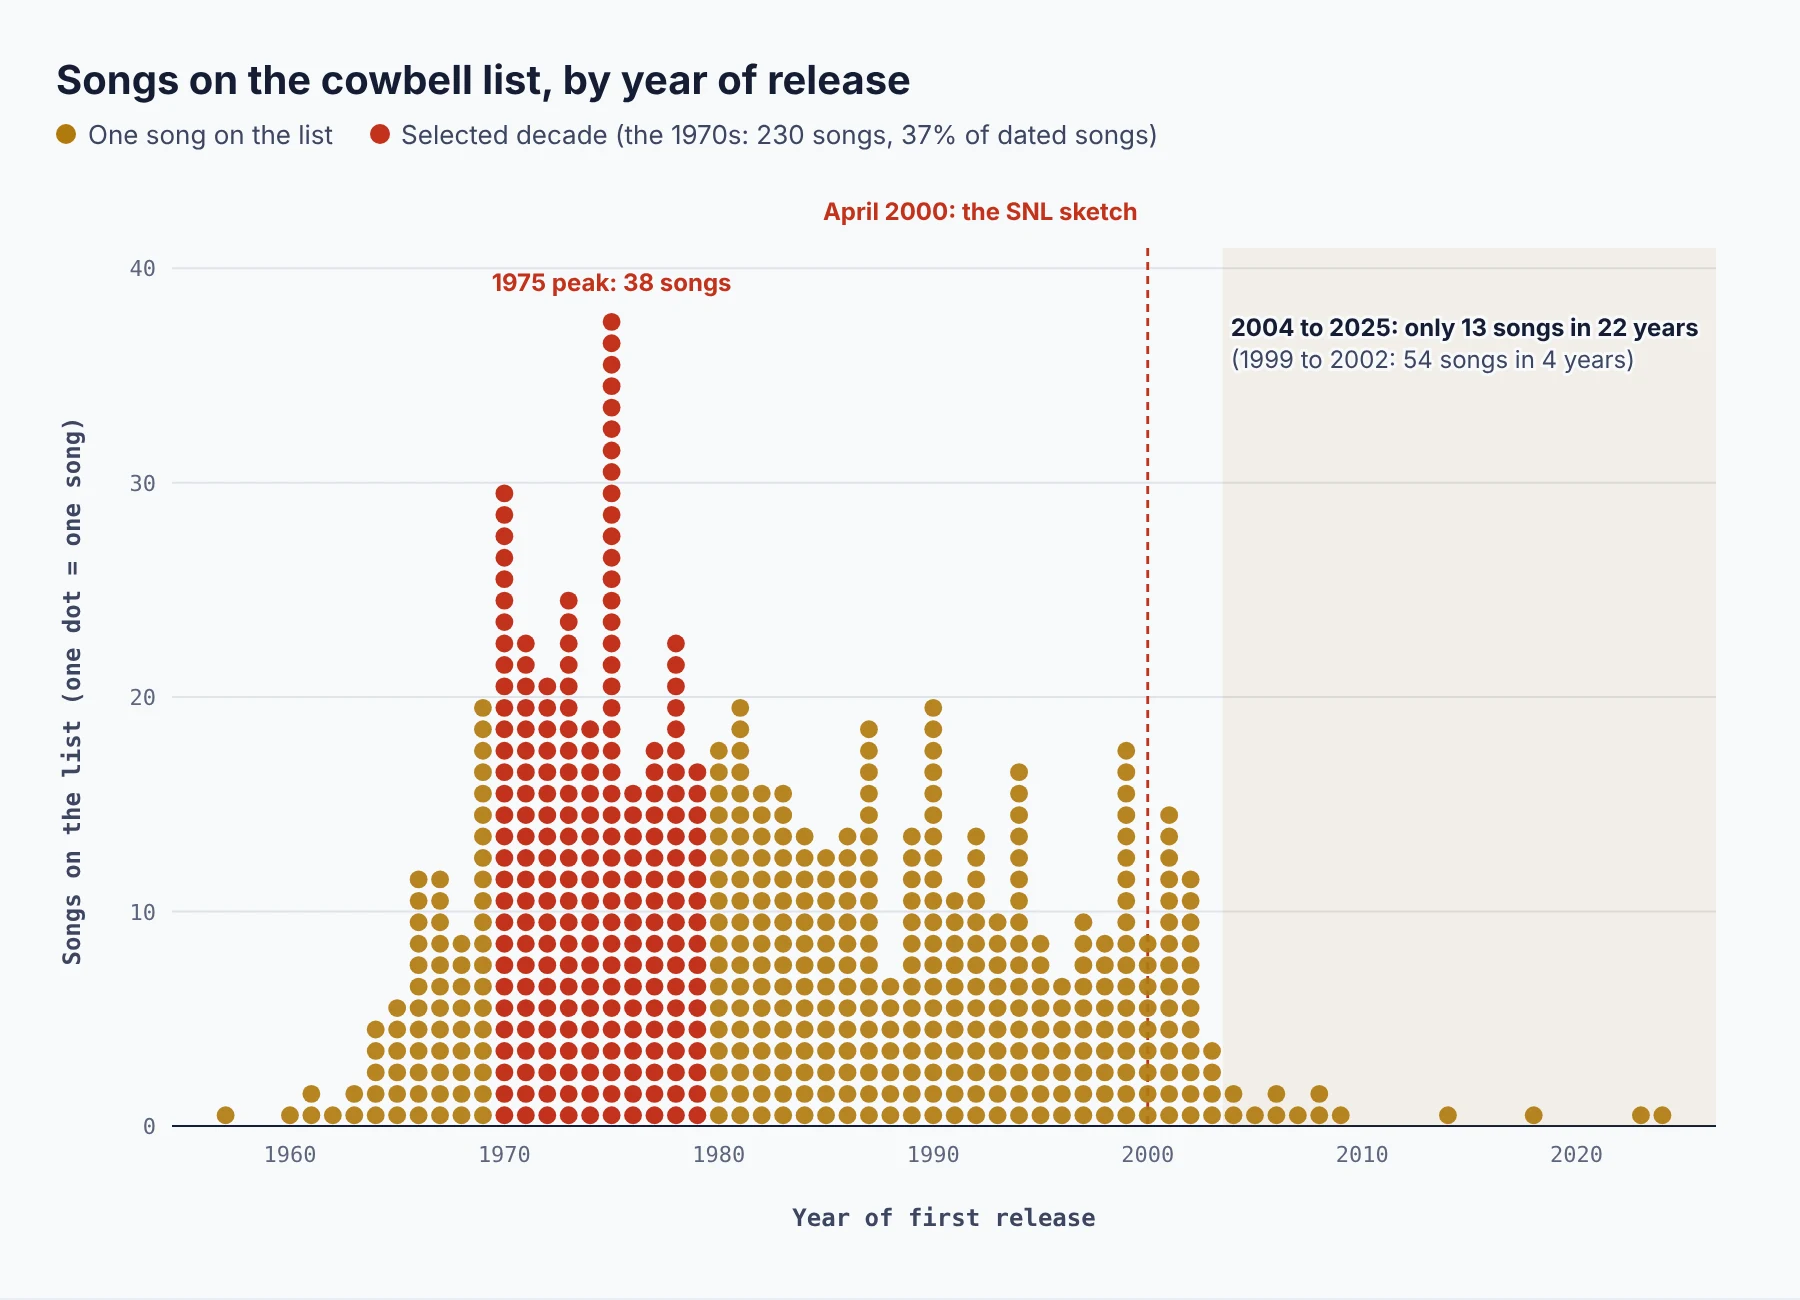 Songs on the cowbell list, by year of release
One song on the list
Selected decade (the 1970s: 230 songs, 37% of dated songs)
April 2000: the SNL sketch
1975 peak: 38 songs
2004 to 2025: only 13 songs in 22 years
(1999 to 2002: 54 songs in 4 years)
Songs on the list (one dot = one song)
40
30
20
10
0
1960
1970
1980
1990
2000
2010
2020
Year of first release